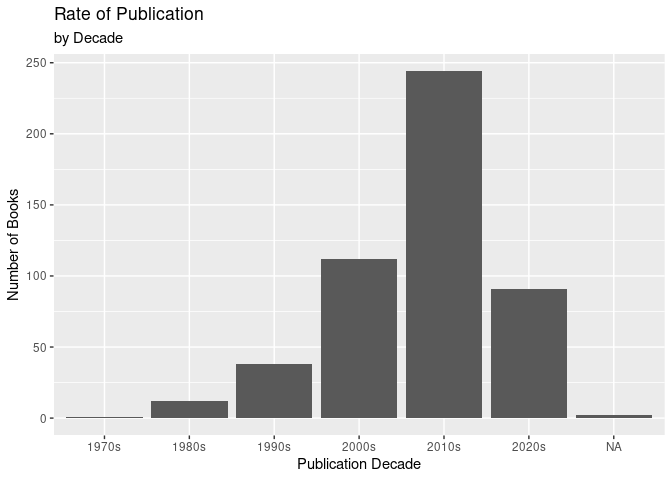 Rate of Publication
by Decade
250
200
150
100
50
0
Number of Books
1970s 1980s 1990s 2000s 2010s 2020s NA
Publication Decade